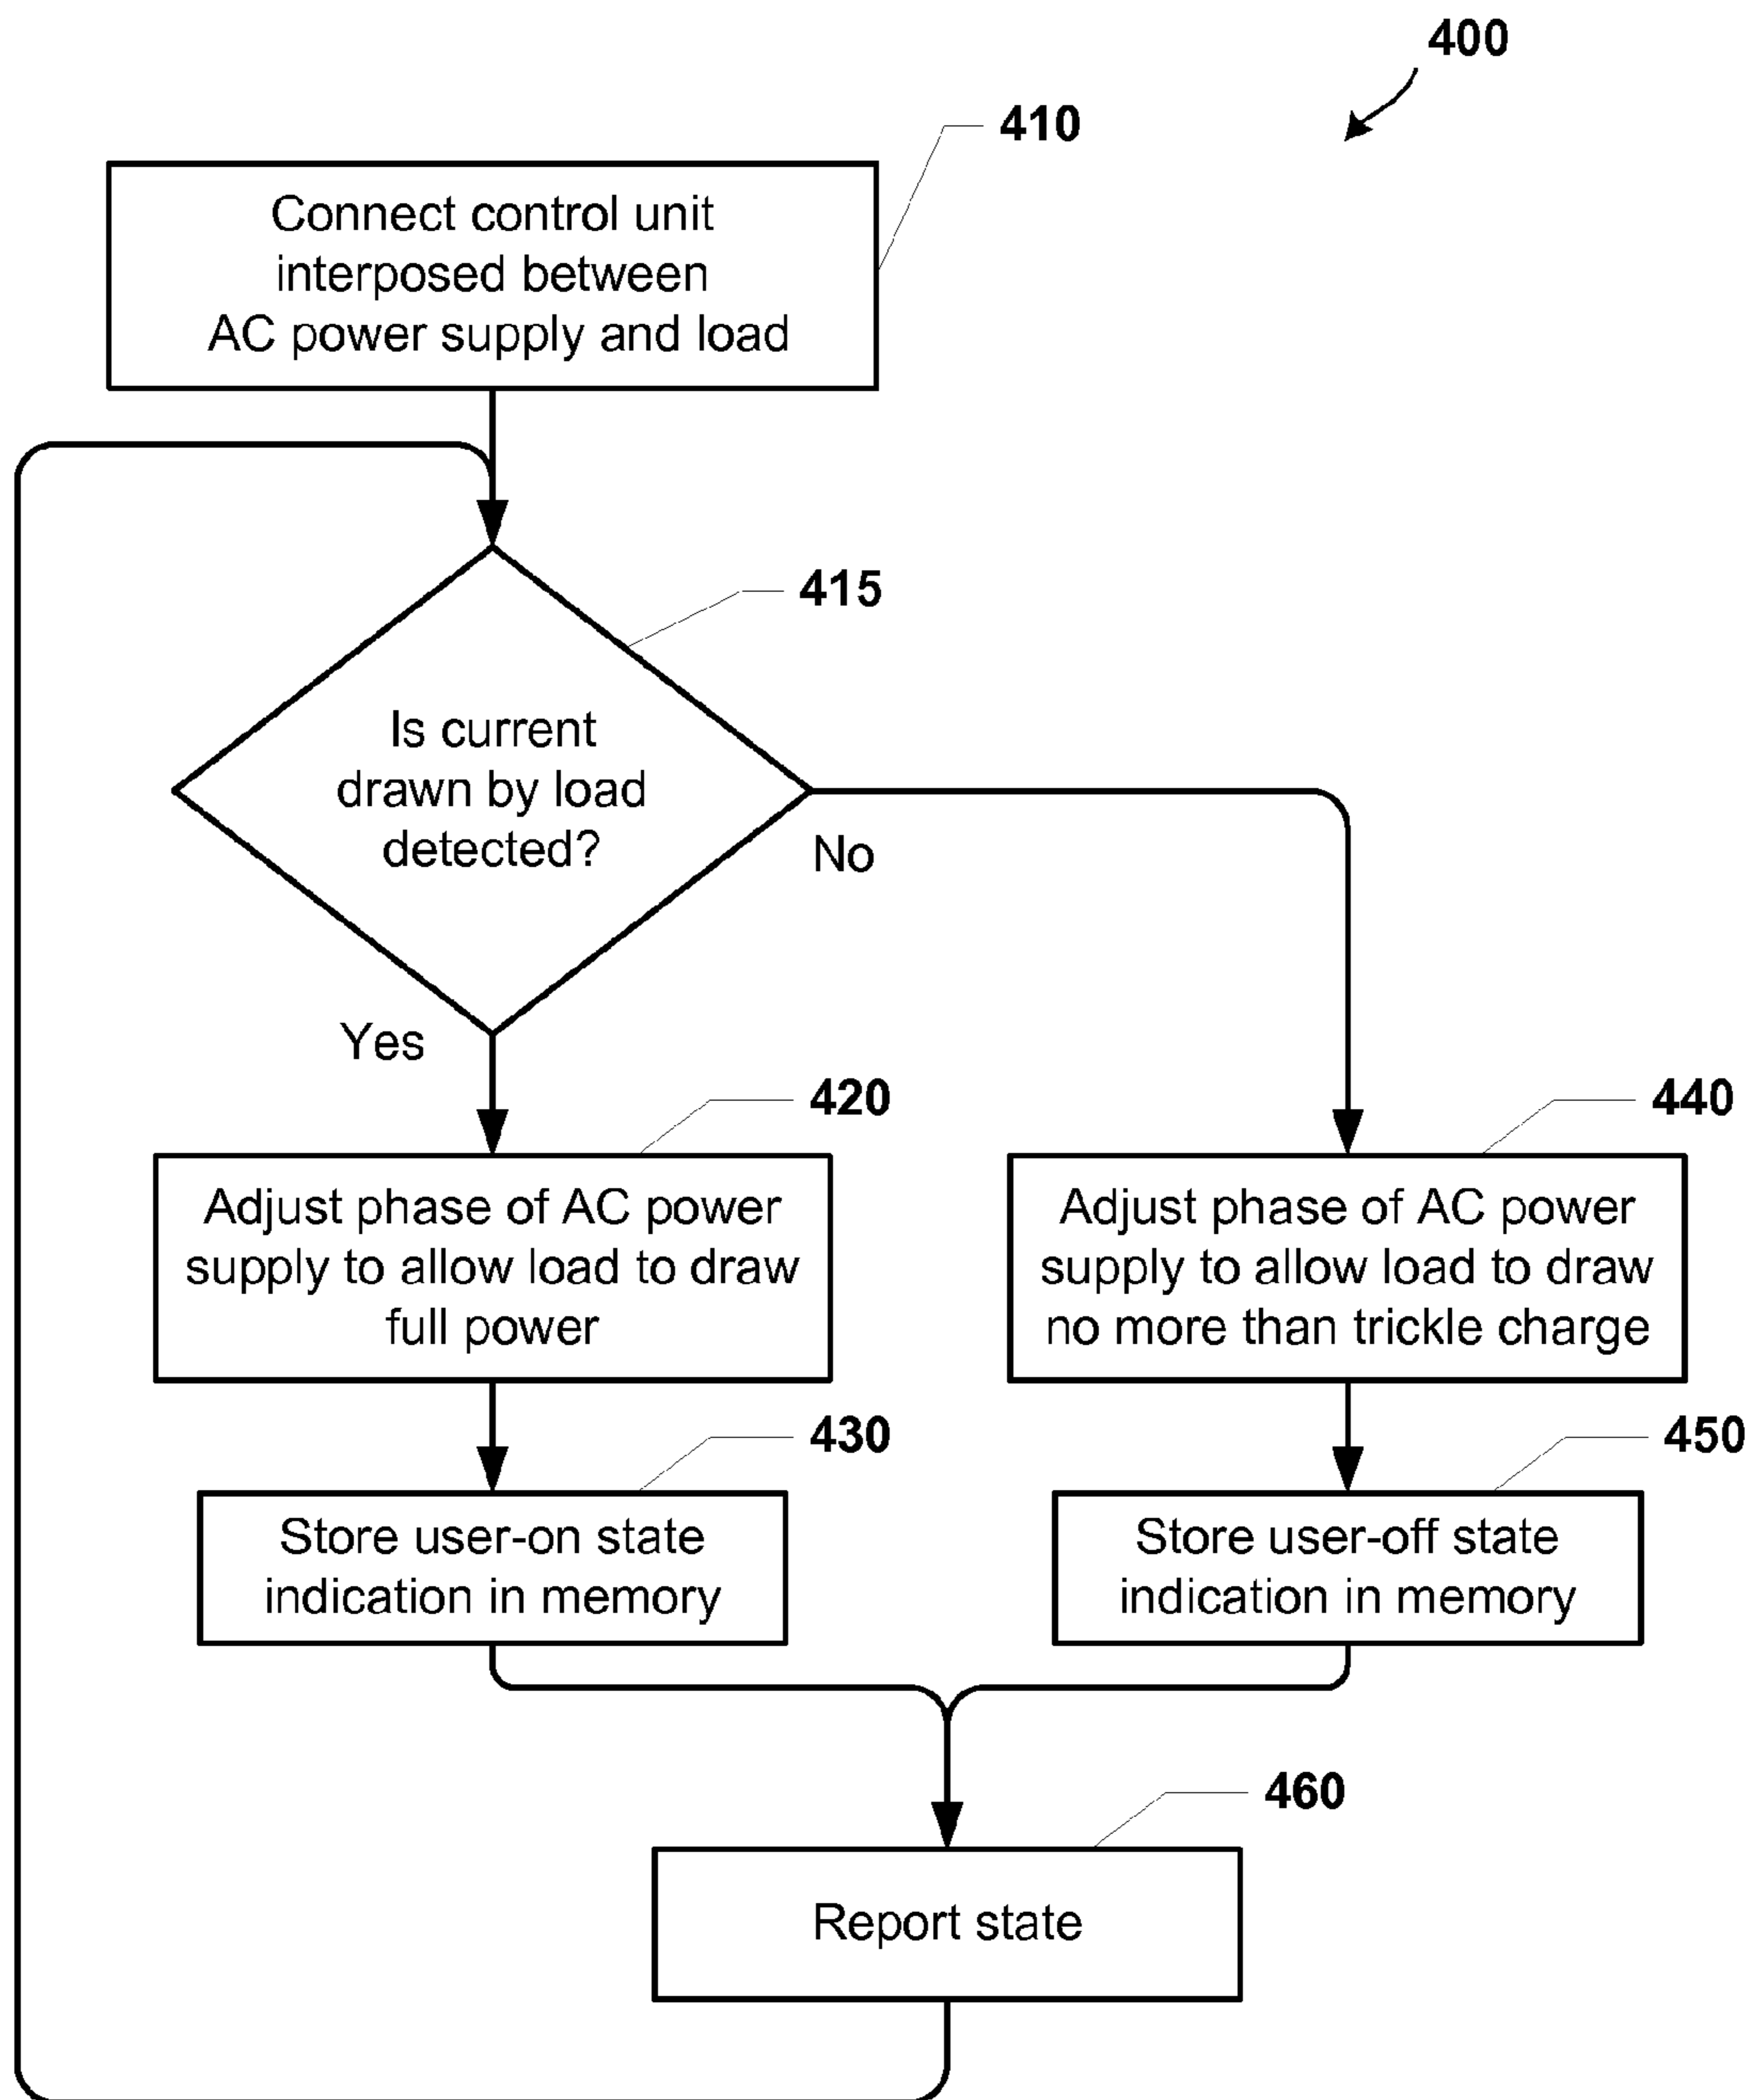 400
410
Connect control unit
interposed between
AC power supply and load
415
Is current
drawn by load
detected?
No
Yes
420
Adjust phase of AC power
supply to allow load to draw
full power
440
Adjust phase of AC power
supply to allow load to draw
no more than trickle charge
430
Store user-on state
indication in memory
450
Store user-off state
indication in memory
460
Report state